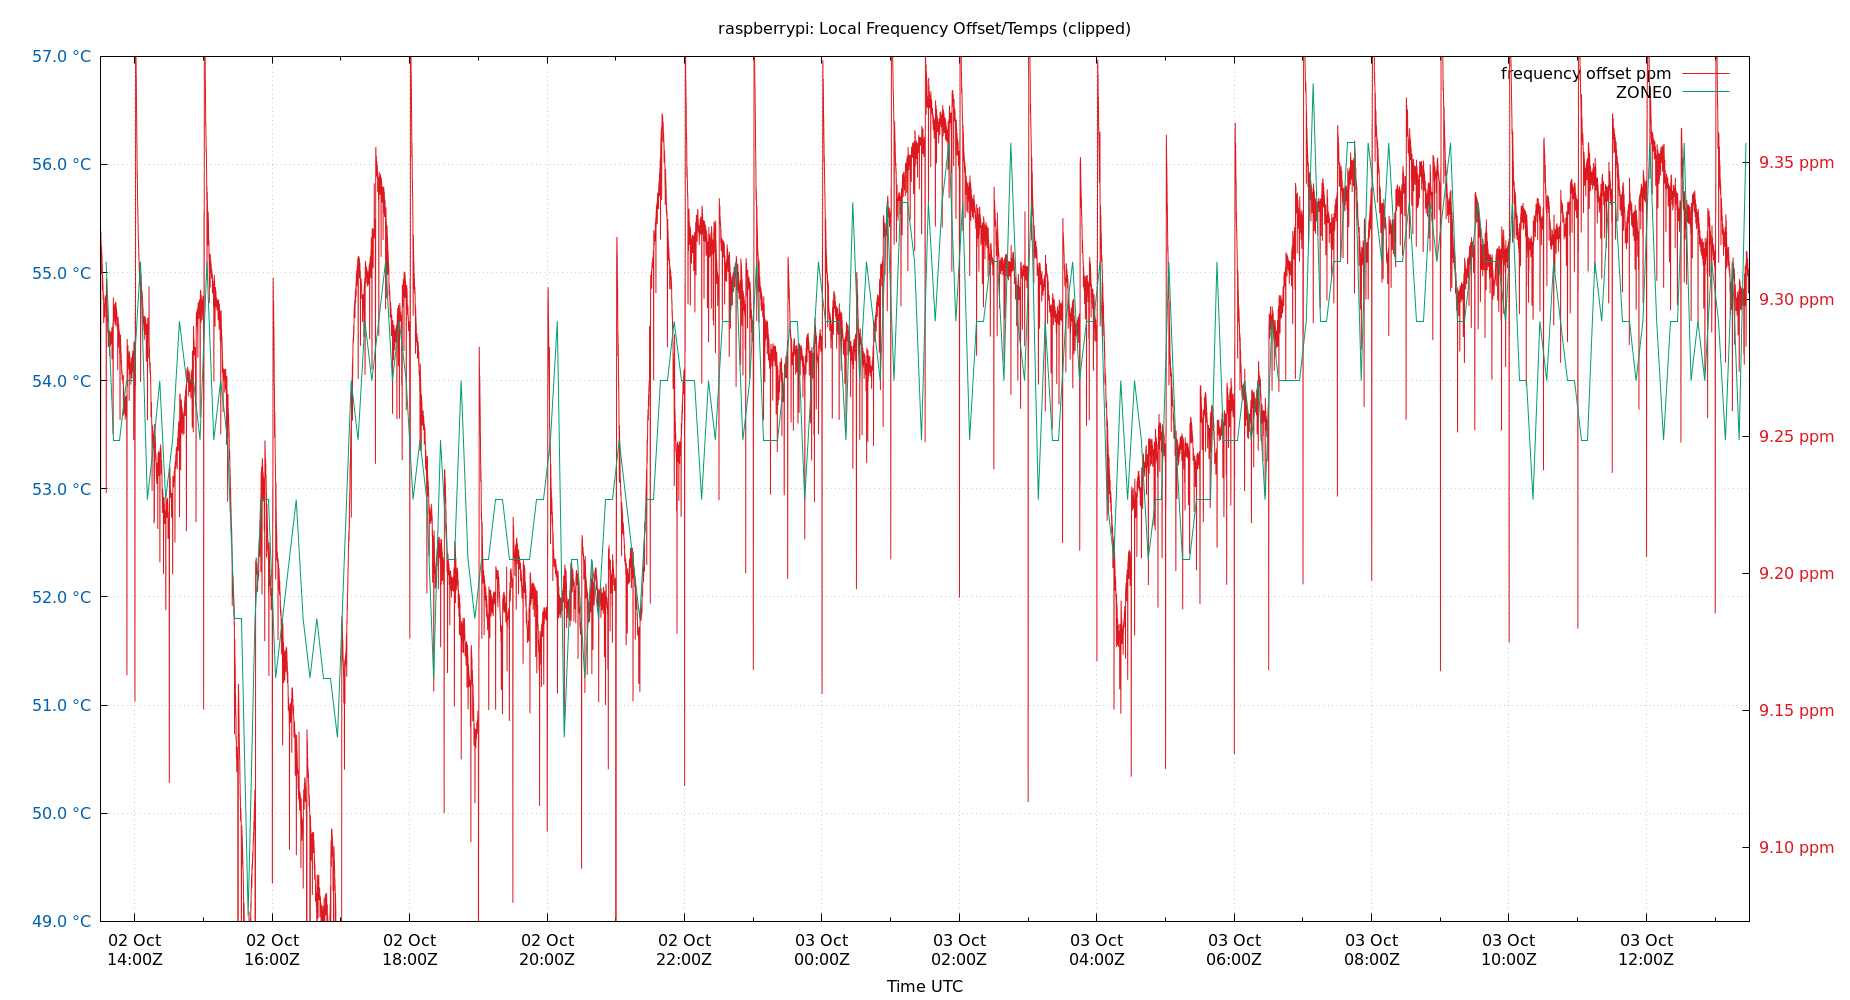 raspberrypi: Local Frequency Offset/Temps (clipped)
57.0 °C
56.0 °C
55.0 °C
54.0 °C
53.0 °C
52.0 °C
51.0 °C
50.0 °C
49.0 °C
frequency offset ppm
ZONE0
9.35 ppm
9.30 ppm
9.25 ppm
9.20 ppm
9.15 ppm
9.10 ppm
02 Oct
14:00Z
02 Oct
16:00Z
02 Oct
18:00Z
02 Oct
20:00Z
02 Oct
22:00Z
03 Oct
00:00Z
03 Oct
02:00Z
03 Oct
04:00Z
03 Oct
06:00Z
03 Oct
08:00Z
03 Oct
10:00Z
03 Oct
12:00Z
Time UTC